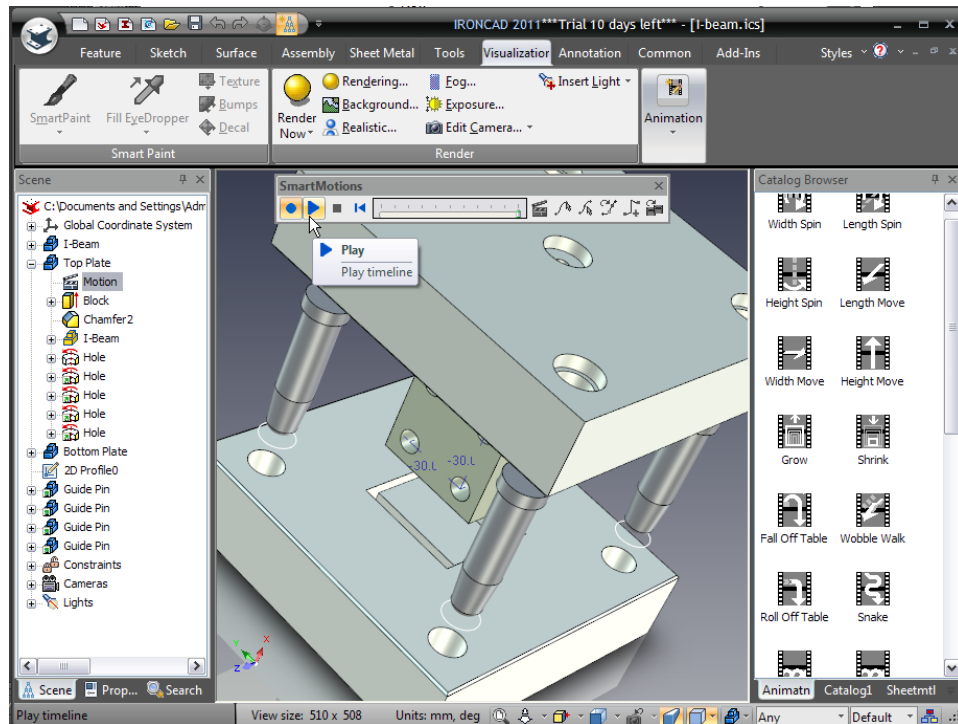 IRONCAD 2011***Trial 10 days left*** - [I-beam.ics]
Feature Sketch Surface Assembly Sheet Metal Tools Visualization Annotation Common Add-Ins Styles
SmartPaint
Fill EyeDropper
Texture
Bumps
Decal
Smart Paint
Render Now
Rendering...
Background...
Realistic...
Fog...
Exposure...
Edit Camera...
Insert Light
Render
Animation
Scene
C:\Documents and Settings\Adm
Global Coordinate System
I-Beam
Top Plate
Motion
Block
Chamfer2
I-Beam
Hole
Hole
Hole
Hole
Hole
Bottom Plate
2D Profile0
Guide Pin
Guide Pin
Guide Pin
Guide Pin
Constraints
Cameras
Lights
Scene Prop... Search
SmartMotions
Play
Play timeline
-30.( -30.(
Y X
Z
Catalog Browser
Width Spin Length Spin
Height Spin Length Move
Width Move Height Move
Grow Shrink
Fall Off Table Wobble Walk
Roll Off Table Snake
Animatn Catalog1 Sheetmtl
Play timeline View size: 510 x 508 Units: mm, deg Any Default